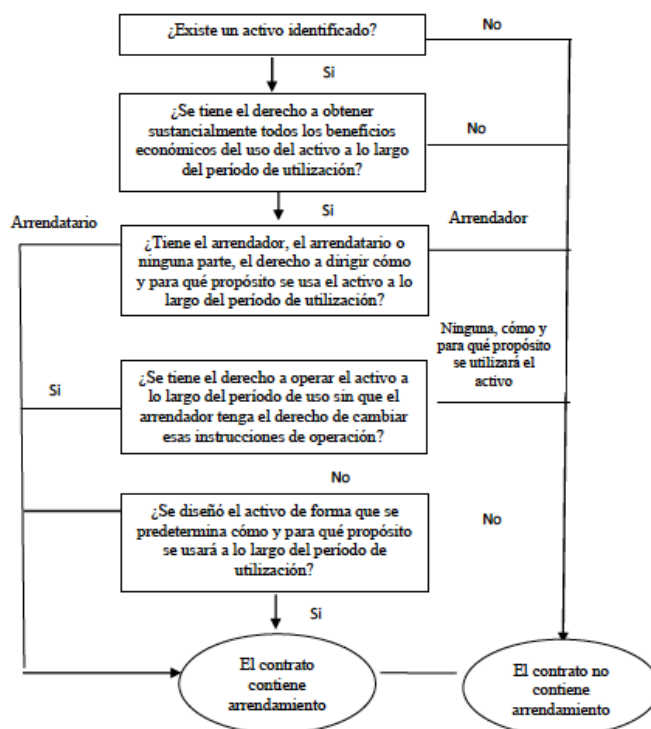 ¿Existe un activo identificado?
No
Si
¿Se tiene el derecho a obtener
sustancialmente todos los beneficios
económicos del uso del activo a lo largo
del período de utilización?
No
Si
Arrendatario
Arrendador
¿Tiene el arrendador, el arrendatario o
ninguna parte, el derecho a dirigir cómo
y para qué propósito se usa el activo a lo
largo del período de utilización?
Ninguna, cómo y
para qué propósito
se utilizará el
activo
Si
¿Se tiene el derecho a operar el activo a
lo largo del período de uso sin que el
arrendador tenga el derecho de cambiar
esas instrucciones de operación?
No
¿Se diseñó el activo de forma que se
predetermina cómo y para qué propósito
se usará a lo largo del período de
utilización?
No
Si
El contrato
contiene
arrendamiento
El contrato no
contiene
arrendamiento